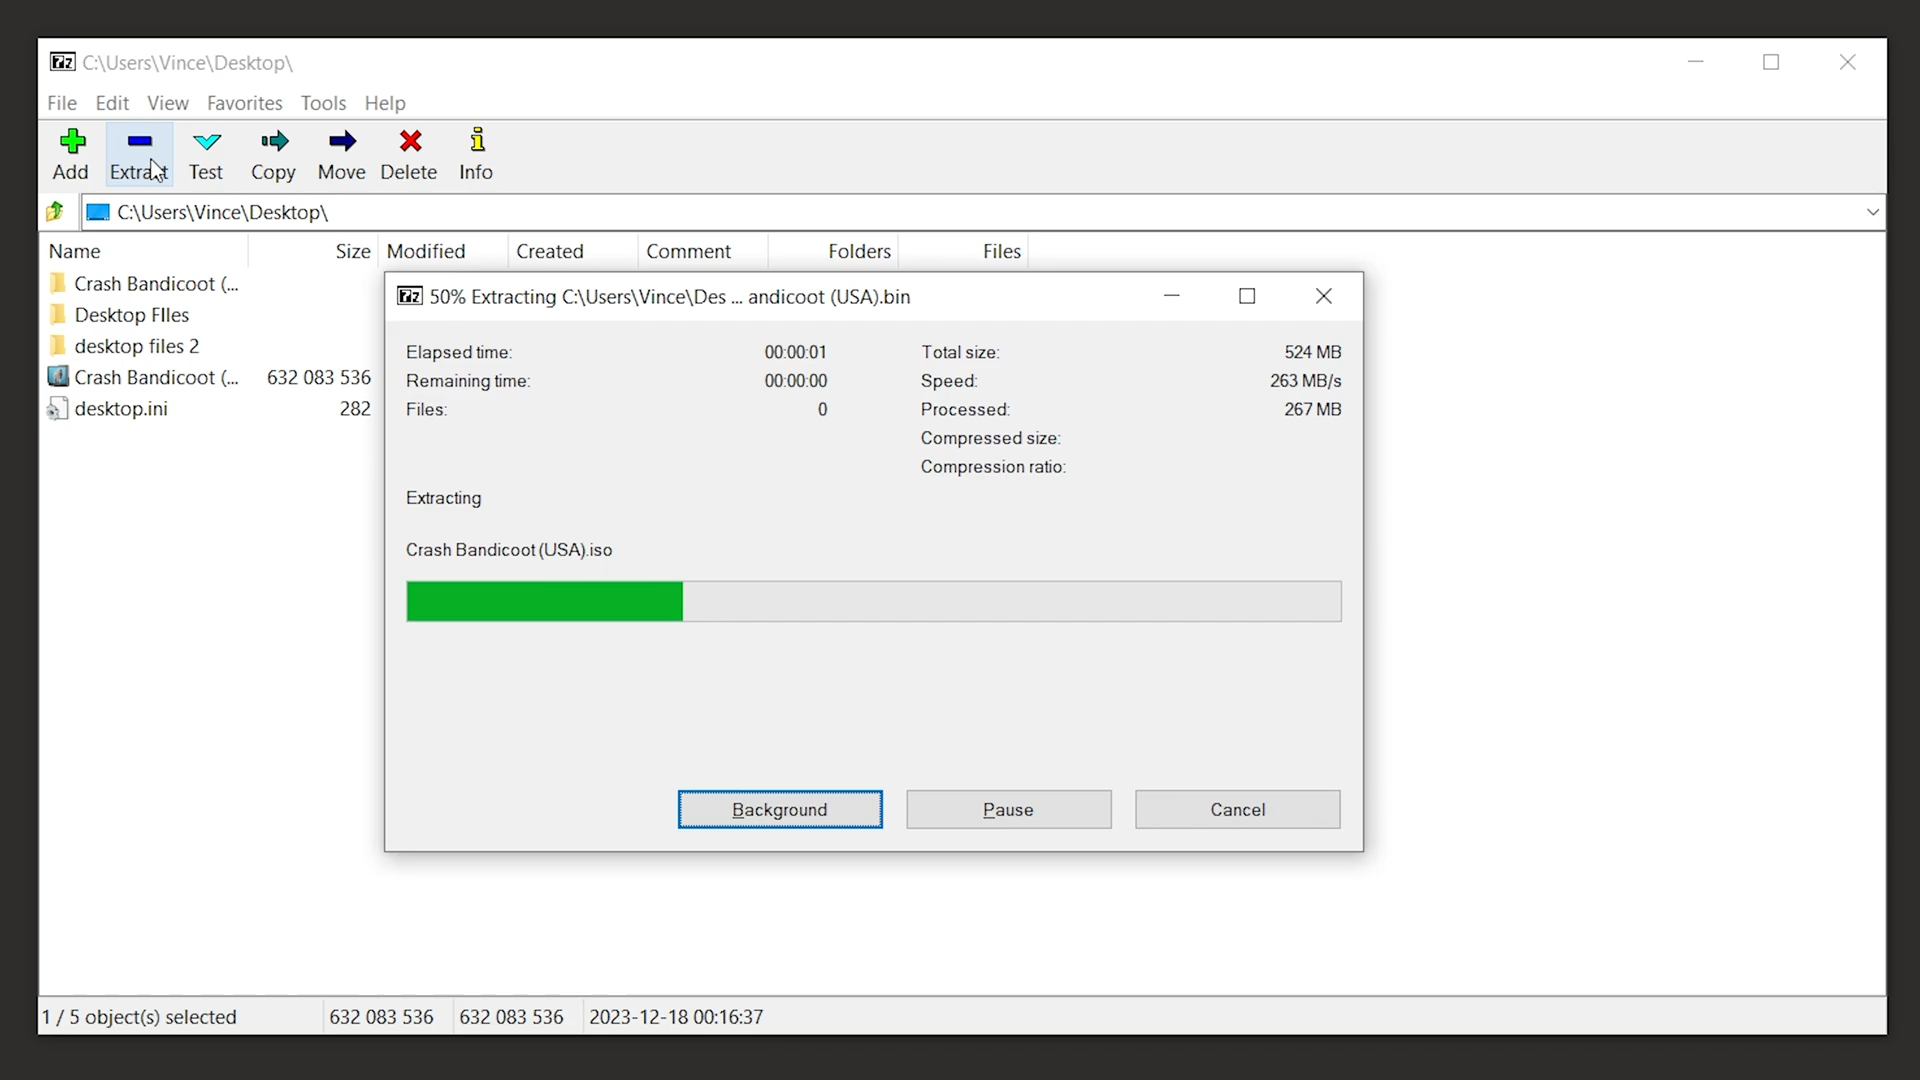 7z C:\Users\Vince\Desktop\
File Edit View Favorites Tools Help
Add Extract Test Copy Move Delete Info
C:\Users\Vince\Desktop\
Name Size Modified Created Comment Folders Files
Crash Bandicoot (...
Desktop FIles
desktop files 2
Crash Bandicoot (... 632 083 536
desktop.ini 282
7z 50% Extracting C:\Users\Vince\Des ... andicoot (USA).bin
Elapsed time: 00:00:01 Total size: 524 MB
Remaining time: 00:00:00 Speed: 263 MB/s
Files: 0 Processed: 267 MB
Compressed size:
Compression ratio:
Extracting
Crash Bandicoot (USA).iso
Background Pause Cancel
1 / 5 object(s) selected 632 083 536 632 083 536 2023-12-18 00:16:37